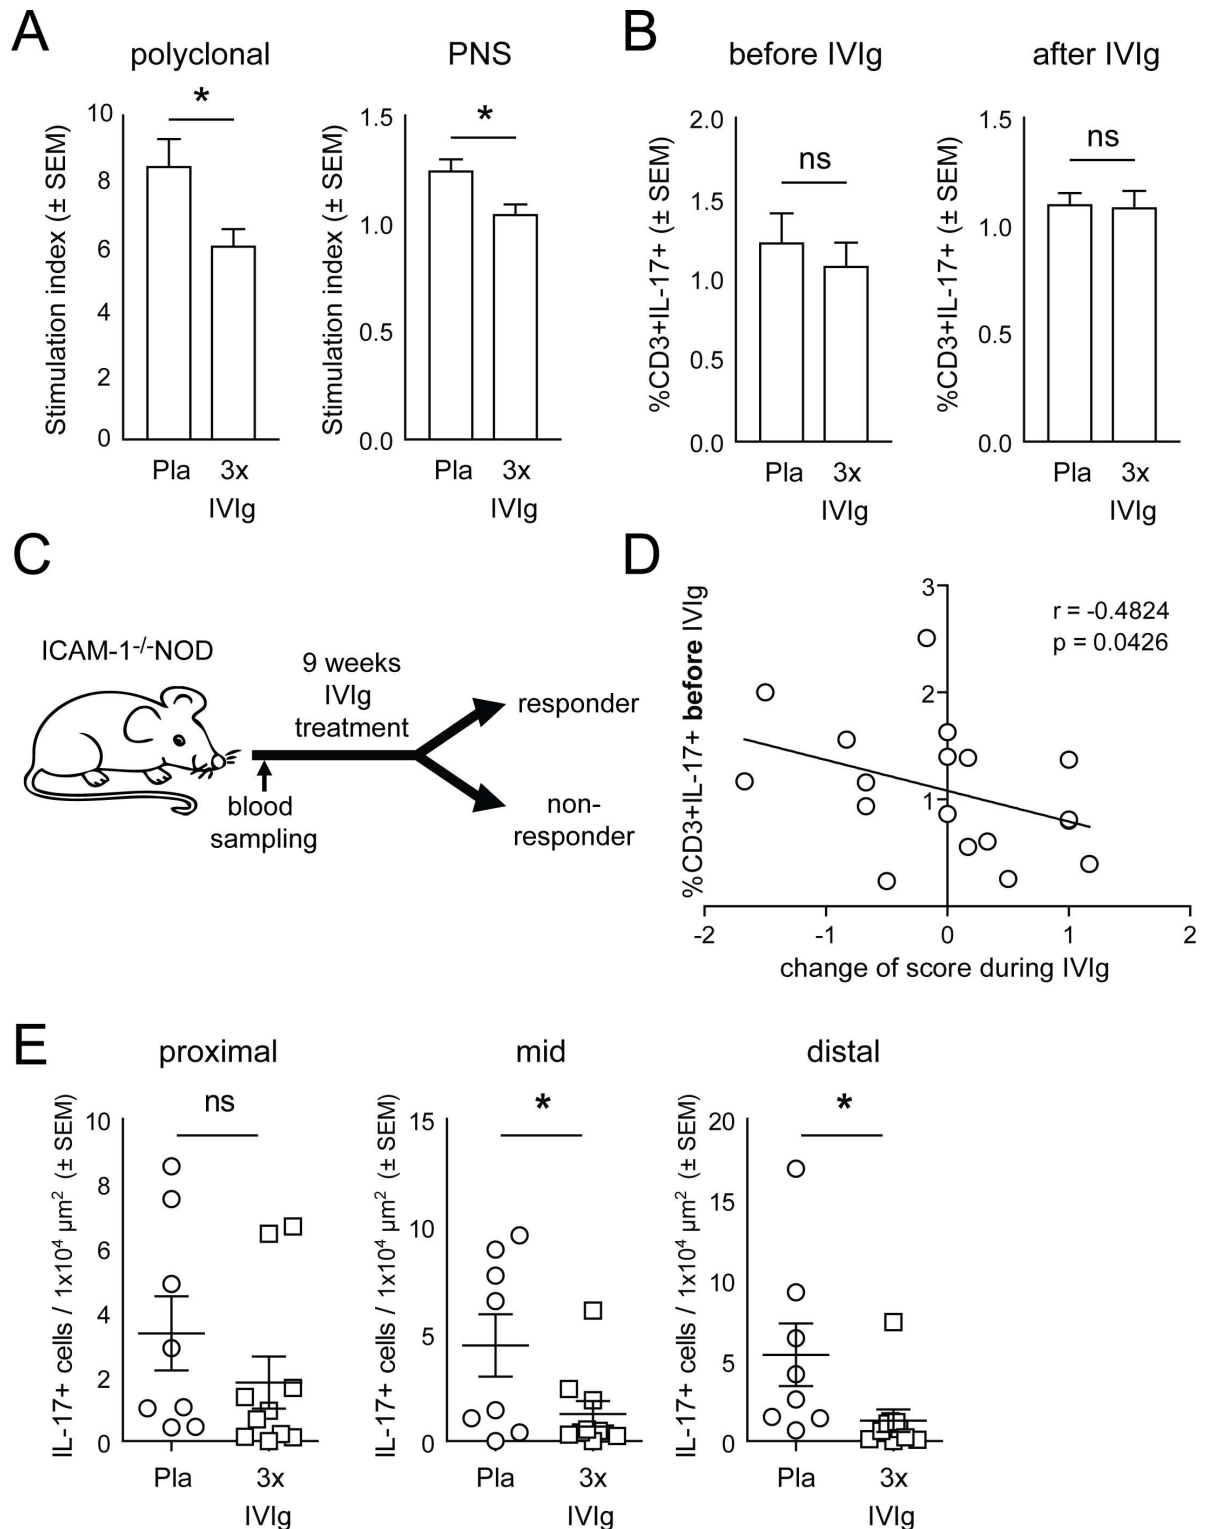 A
polyclonal
*
Stimulation index (± SEM)
10
8
6
4
2
0
Pla
3x
IVIg
PNS
*
Stimulation index (± SEM)
1.5
1.0
0.5
0.0
Pla
3x
IVIg
B
before IVIg
ns
%CD3+IL-17+ (± SEM)
2.0
1.5
1.0
0.5
0.0
Pla
3x
IVIg
after IVIg
ns
%CD3+IL-17+ (± SEM)
1.5
1.0
0.5
0.0
Pla
3x
IVIg
C
ICAM-1-/-NOD
9 weeks
IVIg
treatment
blood
sampling
responder
non-
responder
D
%CD3+IL-17+ before IVIg
3
2
1
r = -0.4824
p = 0.0426
-2 -1 0 1 2
change of score during IVIg
E
proximal
ns
IL-17+ cells / 1x10⁴ µm² (± SEM)
10
8
6
4
2
0
Pla
3x
IVIg
mid
*
IL-17+ cells / 1x10⁴ µm² (± SEM)
15
10
5
0
Pla
3x
IVIg
distal
*
IL-17+ cells / 1x10⁴ µm² (± SEM)
20
15
10
5
0
Pla
3x
IVIg